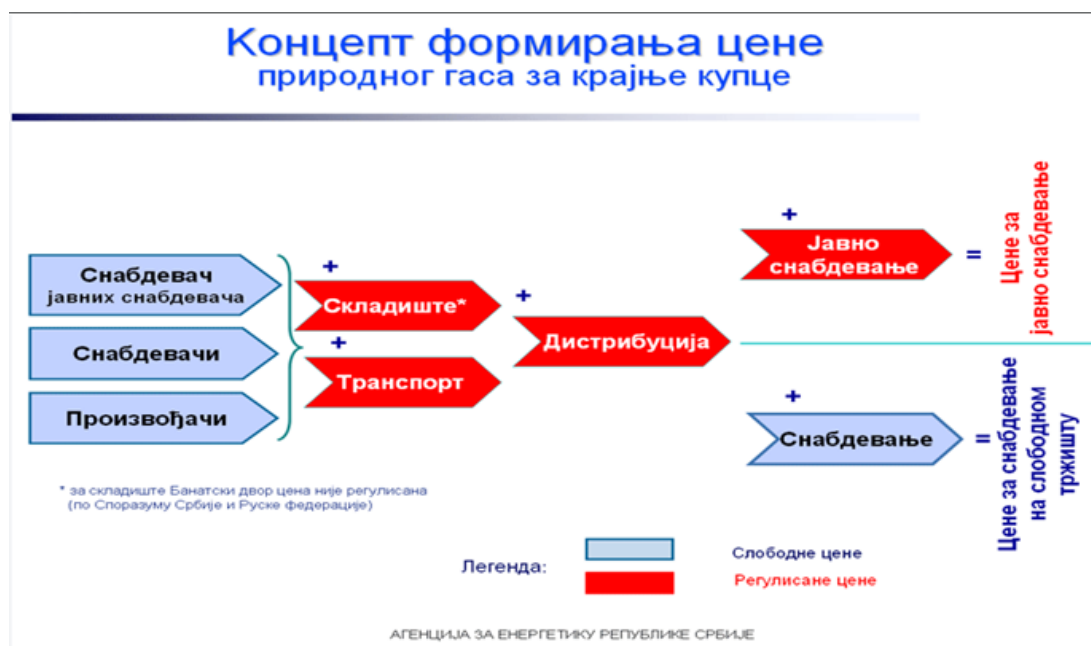 Концепт формирања цене
природног гаса за крајње купце
Снабдевач
јавних снабдевача
Снабдевачи
Произвођачи
+
Складиште*
+
Транспорт
+
Дистрибуција
+
Јавно
снабдевање
=
Цене за
јавно снабдевање
+
Снабдевање
=
Цене за снабдевање
на слободном
тржишту
* за складиште Банатски двор цена није регулисана
(по Споразуму Србије и Руске федерације)
Легенда:
Слободне цене
Регулисане цене
АГЕНЦИЈА ЗА ЕНЕРГЕТИКУ РЕПУБЛИКЕ СРБИЈЕ